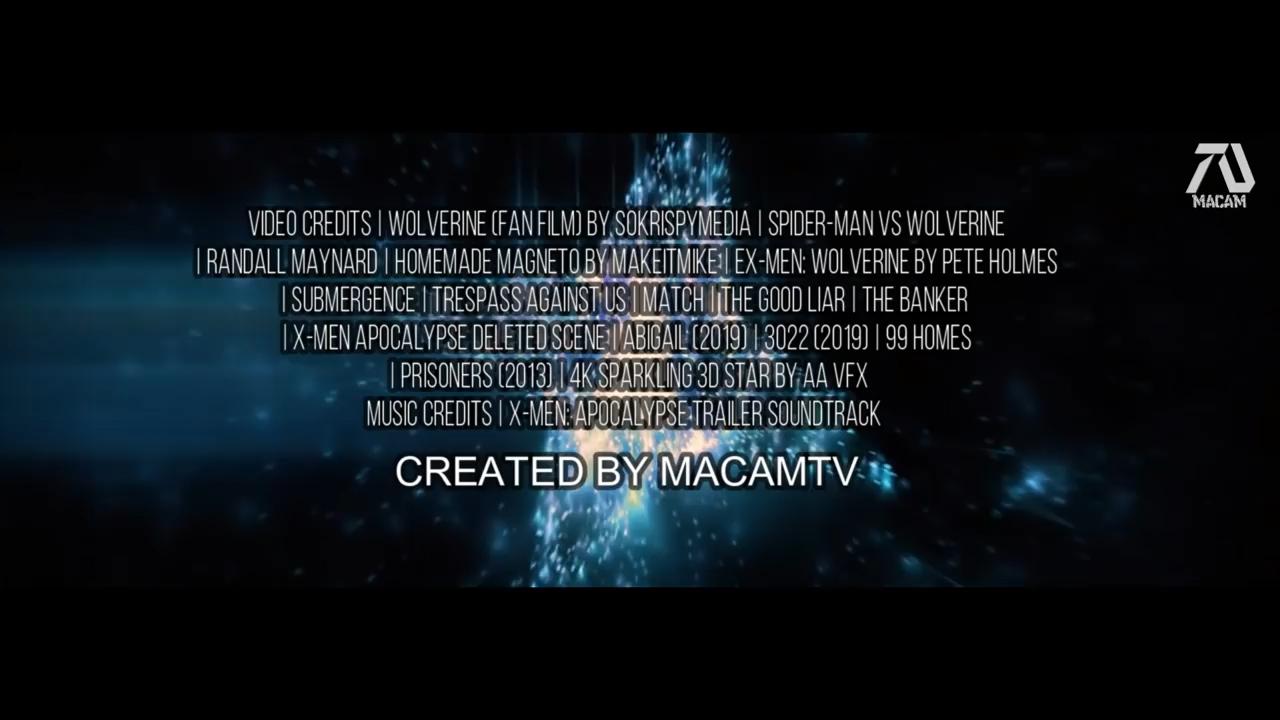 MACAM
VIDEO CREDITS | WOLVERINE (FAN FILM) BY SOKRISPYMEDIA | SPIDER-MAN VS WOLVERINE
| RANDALL MAYNARD | HOMEMADE MAGNETO BY MAKEITMIKE | EX-MEN: WOLVERINE BY PETE HOLMES
| SUBMERGENCE | TRESPASS AGAINST US | MATCH | THE GOOD LIAR | THE BANKER
| X-MEN APOCALYPSE DELETED SCENE | ABIGAIL (2019) | 3022 (2019) | 99 HOMES
| PRISONERS (2013) | 4K SPARKLING 3D STAR BY AA VFX
MUSIC CREDITS | X-MEN: APOCALYPSE TRAILER SOUNDTRACK
CREATED BY MACAMTV